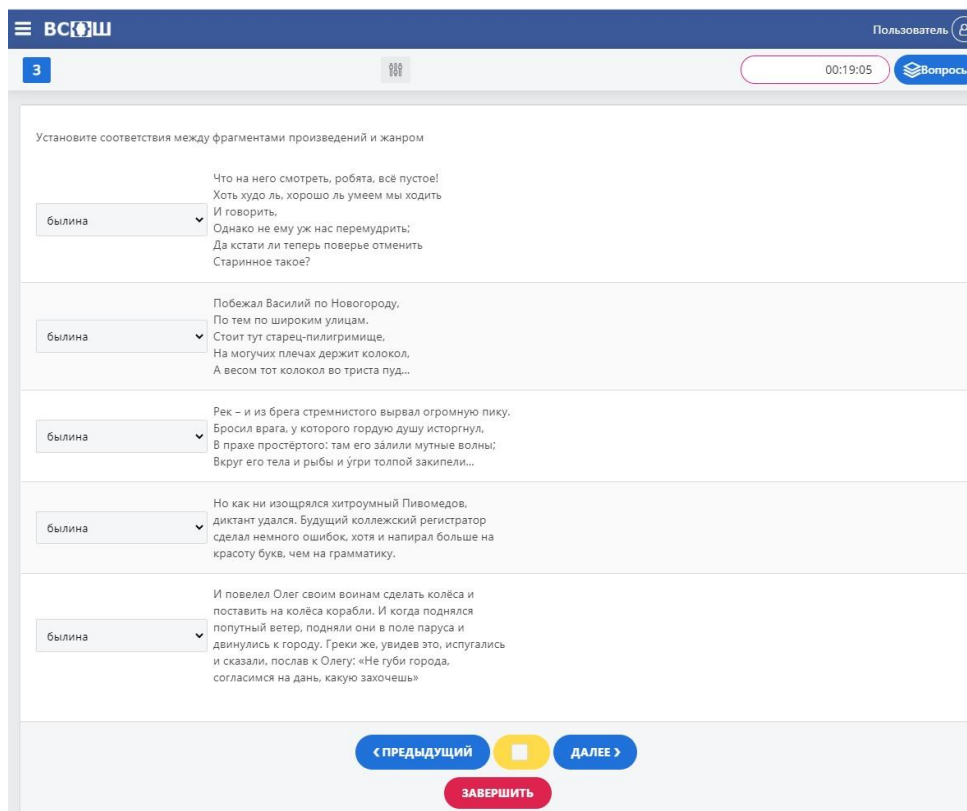 ВСОШ
Пользователь
3
00:19:05
Вопросы
Установите соответствия между фрагментами произведений и жанром
былина
Что на него смотреть, робята, всё пустое!
Хоть худо ль, хорошо ль умеем мы ходить
И говорить,
Однако не ему уж нас перемудрить;
Да кстати ли теперь поверье отменить
Старинное такое?
былина
Побежал Василий по Новогороду,
По тем по широким улицам.
Стоит тут старец-пилигримище,
На могучих плечах держит колокол,
А весом тот колокол во триста пуд...
былина
Рек – и из брега стремнистого вырвал огромную пику.
Бросил врага, у которого гордую душу исторгнул,
В прахе простёртого: там его за́лили мутные волны;
Вкруг его тела и рыбы и у́гри толпой закипели...
былина
Но как ни изощрялся хитроумный Пивомедов,
диктант удался. Будущий коллежский регистратор
сделал немного ошибок, хотя и напирал больше на
красоту букв, чем на грамматику.
былина
И повелел Олег своим воинам сделать колёса и
поставить на колёса корабли. И когда поднялся
попутный ветер, подняли они в поле паруса и
двинулись к городу. Греки же, увидев это, испугались
и сказали, послав к Олегу: «Не губи города,
согласимся на дань, какую захочешь»
ПРЕДЫДУЩИЙ
ДАЛЕЕ
ЗАВЕРШИТЬ